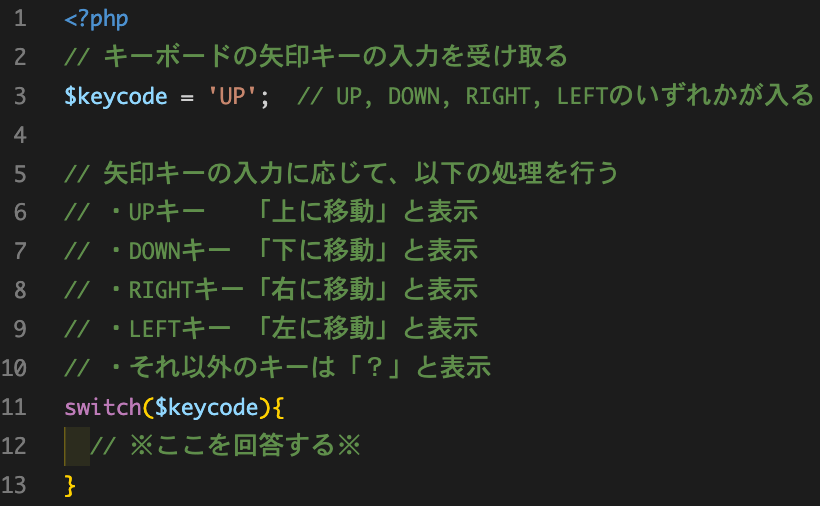 1 <?php
2 // キーボードの矢印キーの入力を受け取る
3 $keycode = 'UP';  // UP, DOWN, RIGHT, LEFTのいずれかが入る
4
5 // 矢印キーの入力に応じて、以下の処理を行う
6 // ・UPキー　「上に移動」と表示
7 // ・DOWNキー 「下に移動」と表示
8 // ・RIGHTキー「右に移動」と表示
9 // ・LEFTキー 「左に移動」と表示
10 // ・それ以外のキーは「？」と表示
11 switch($keycode){
12   // ※ここを回答する※
13 }